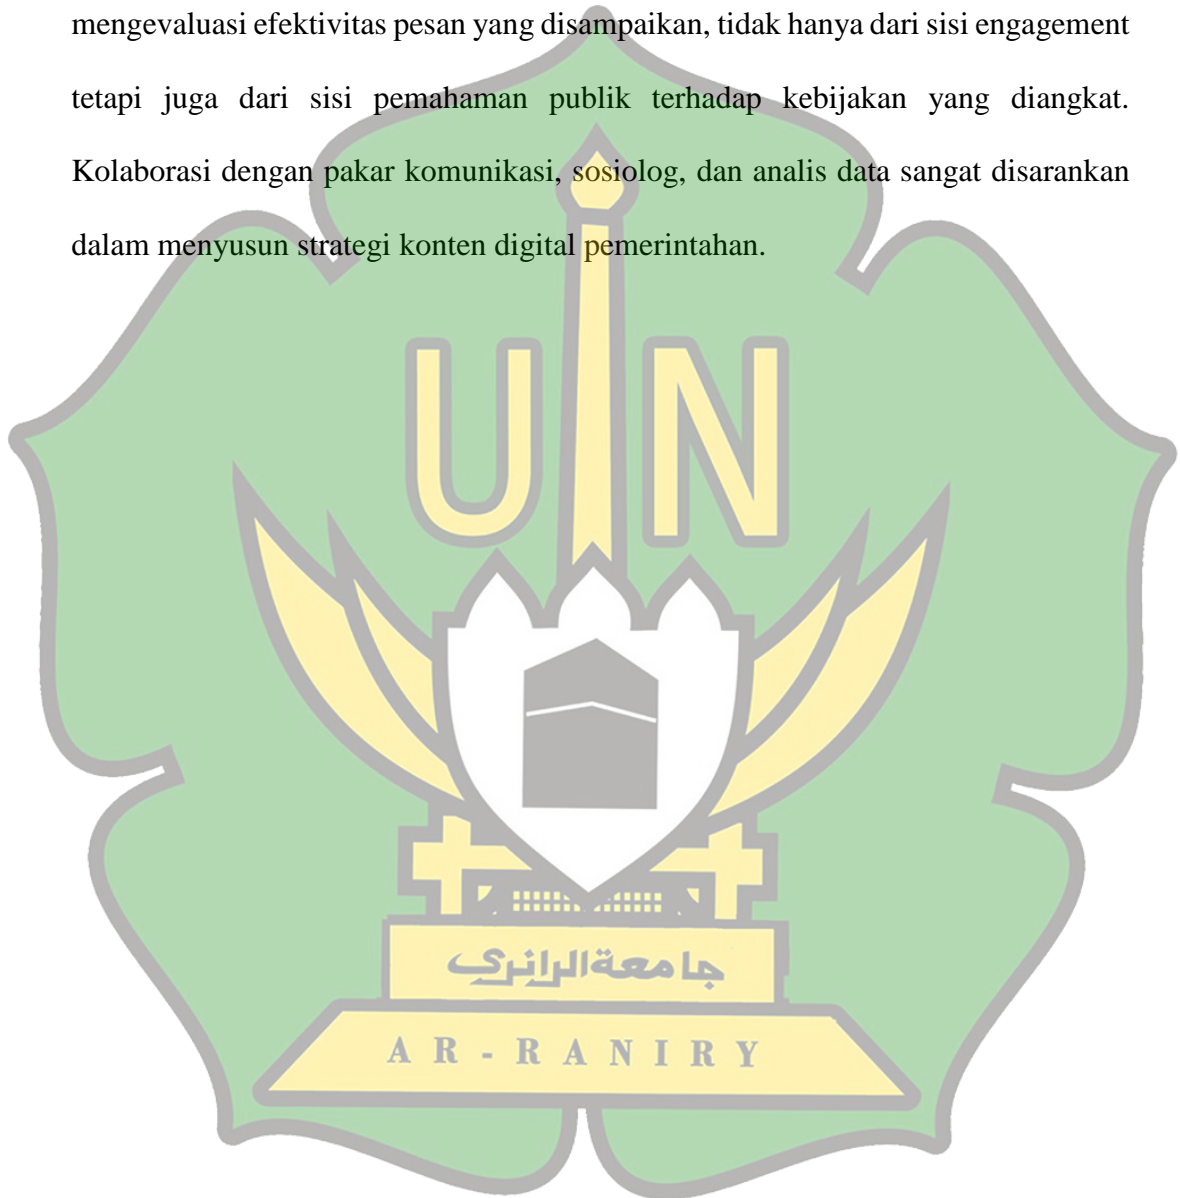 mengevaluasi efektivitas pesan yang disampaikan, tidak hanya dari sisi engagement
tetapi juga dari sisi pemahaman publik terhadap kebijakan yang diangkat.
Kolaborasi dengan pakar komunikasi, sosiolog, dan analis data sangat disarankan
dalam menyusun strategi konten digital pemerintahan.
UIN
جامعةالرانري
AR-RANIRY